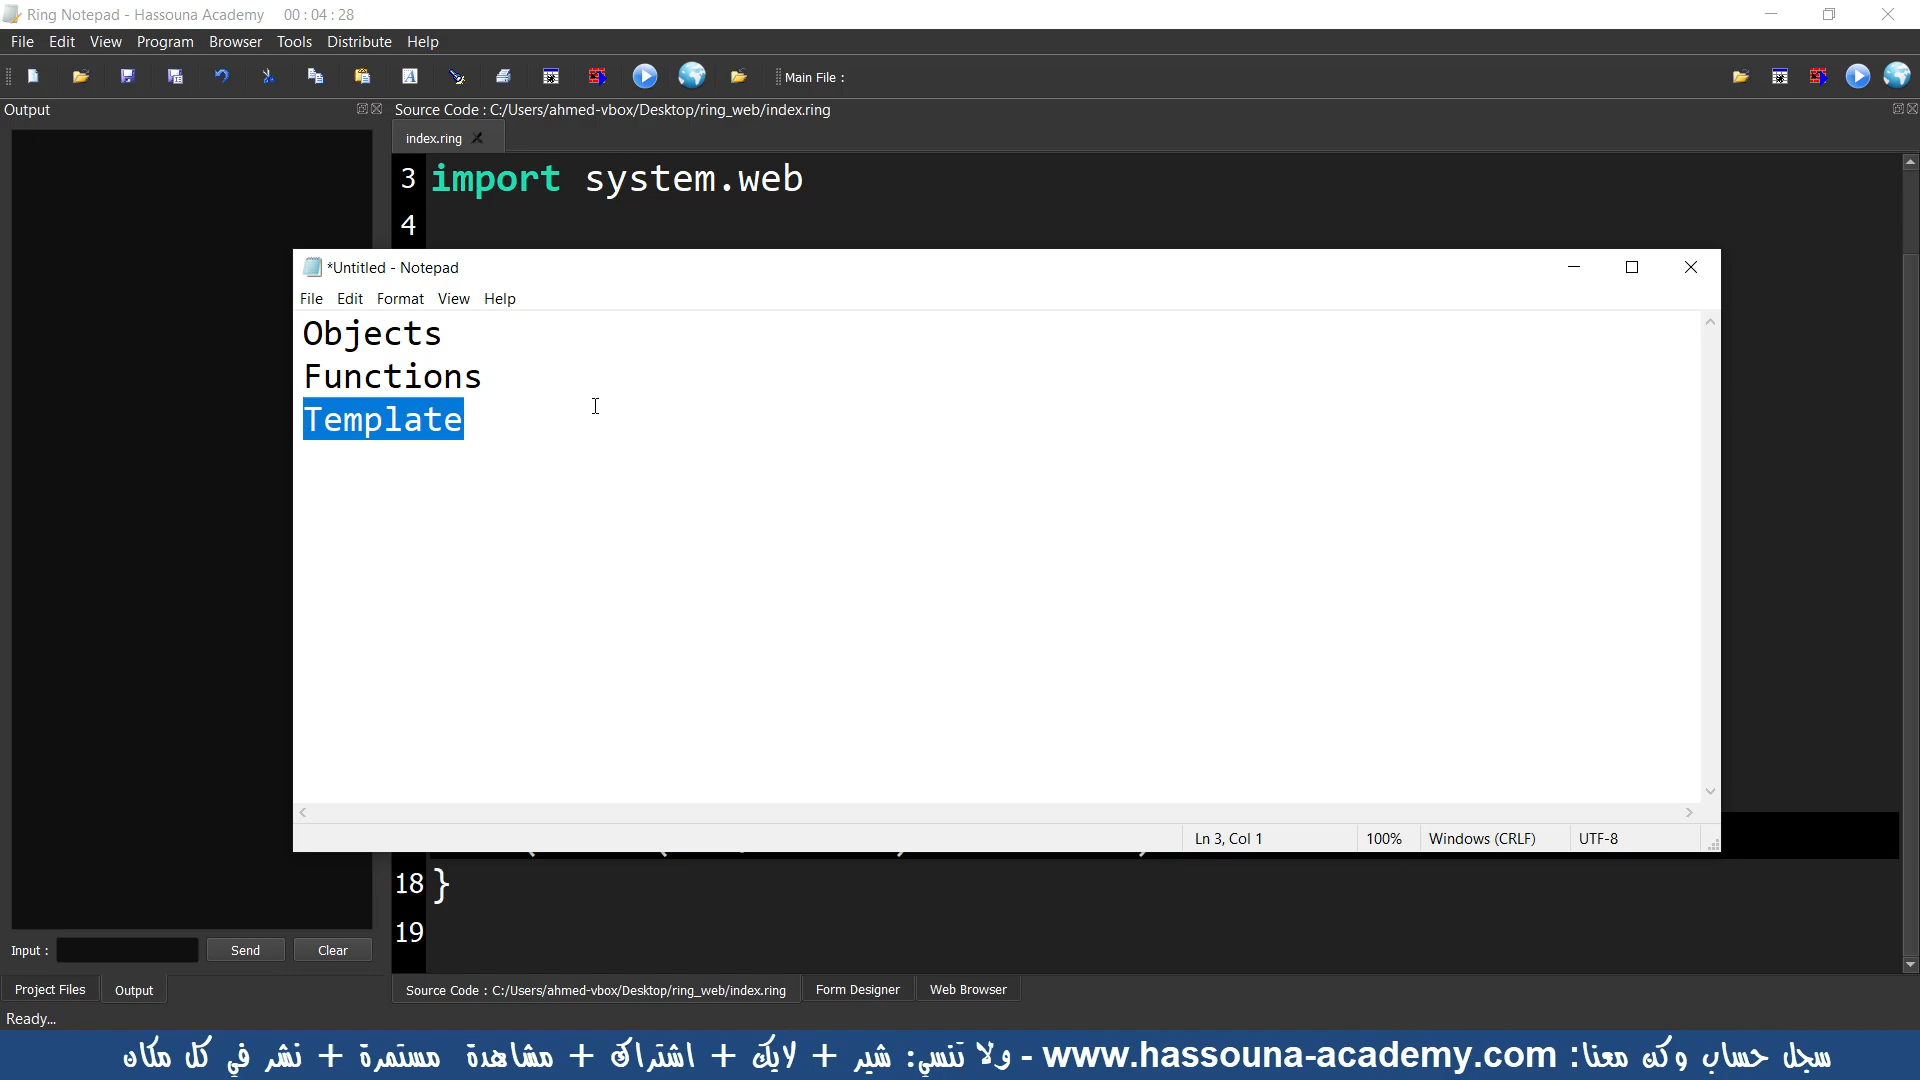 Ring Notepad - Hassouna Academy 00 : 04 : 28
File Edit View Program Browser Tools Distribute Help
Main File :
Output
Source Code : C:/Users/ahmed-vbox/Desktop/ring_web/index.ring
index.ring
3 import system.web
4
*Untitled - Notepad
File Edit Format View Help
Objects
Functions
Template
Ln 3, Col 1 100% Windows (CRLF) UTF-8
18 }
19
Input : Send Clear
Project Files Output
Source Code : C:/Users/ahmed-vbox/Desktop/ring_web/index.ring Form Designer Web Browser
Ready...
سجل حساب وكن معنا: www.hassouna-academy.com - ولا تنسي: شير + لايك + اشتراك + مشاهدة مستمرة + نشر في كل مكان